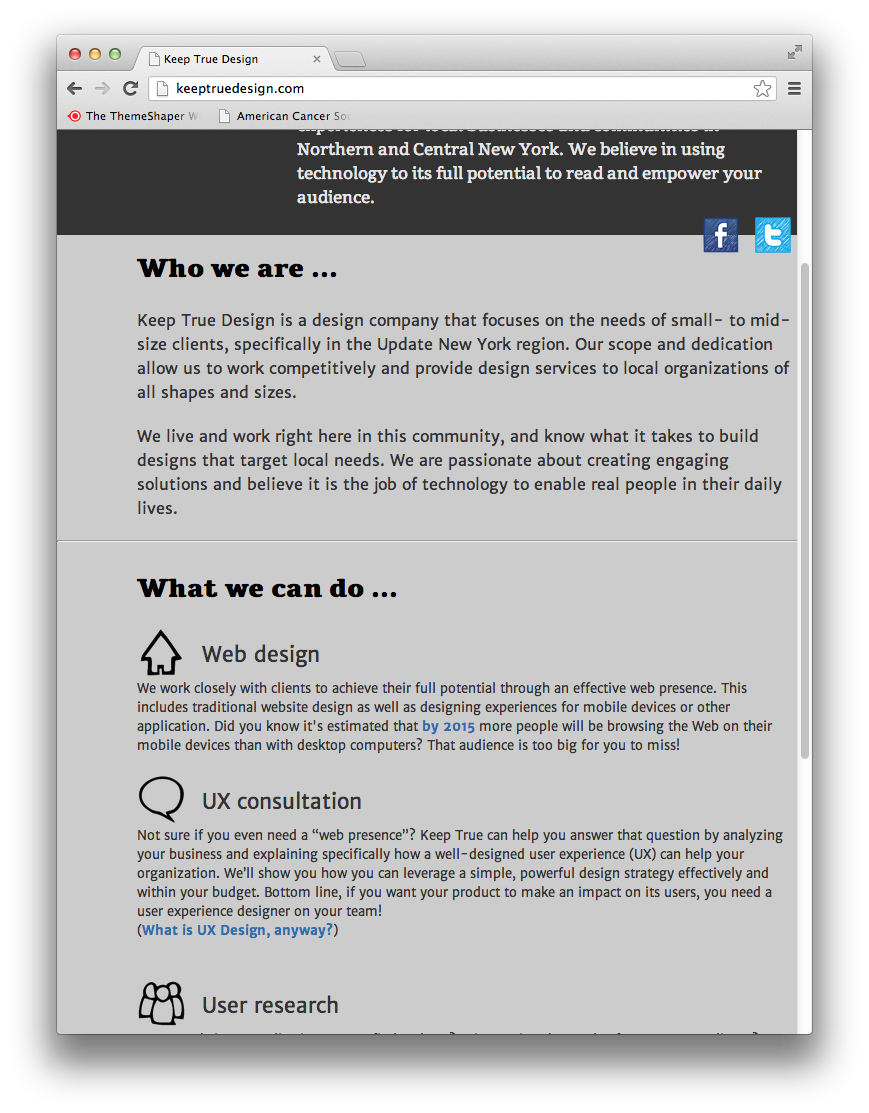 Keep True Design
keeptruedesign.com
The ThemeShaper W
American Cancer So
experiences for local businesses and communities in
Northern and Central New York. We believe in using
technology to its full potential to read and empower your
audience.
Who we are ...
Keep True Design is a design company that focuses on the needs of small- to mid-
size clients, specifically in the Update New York region. Our scope and dedication
allow us to work competitively and provide design services to local organizations of
all shapes and sizes.
We live and work right here in this community, and know what it takes to build
designs that target local needs. We are passionate about creating engaging
solutions and believe it is the job of technology to enable real people in their daily
lives.
What we can do ...
Web design
We work closely with clients to achieve their full potential through an effective web presence. This
includes traditional website design as well as designing experiences for mobile devices or other
application. Did you know it's estimated that by 2015 more people will be browsing the Web on their
mobile devices than with desktop computers? That audience is too big for you to miss!
UX consultation
Not sure if you even need a “web presence”? Keep True can help you answer that question by analyzing
your business and explaining specifically how a well-designed user experience (UX) can help your
organization. We’ll show you how you can leverage a simple, powerful design strategy effectively and
within your budget. Bottom line, if you want your product to make an impact on its users, you need a
user experience designer on your team!
(What is UX Design, anyway?)
User research